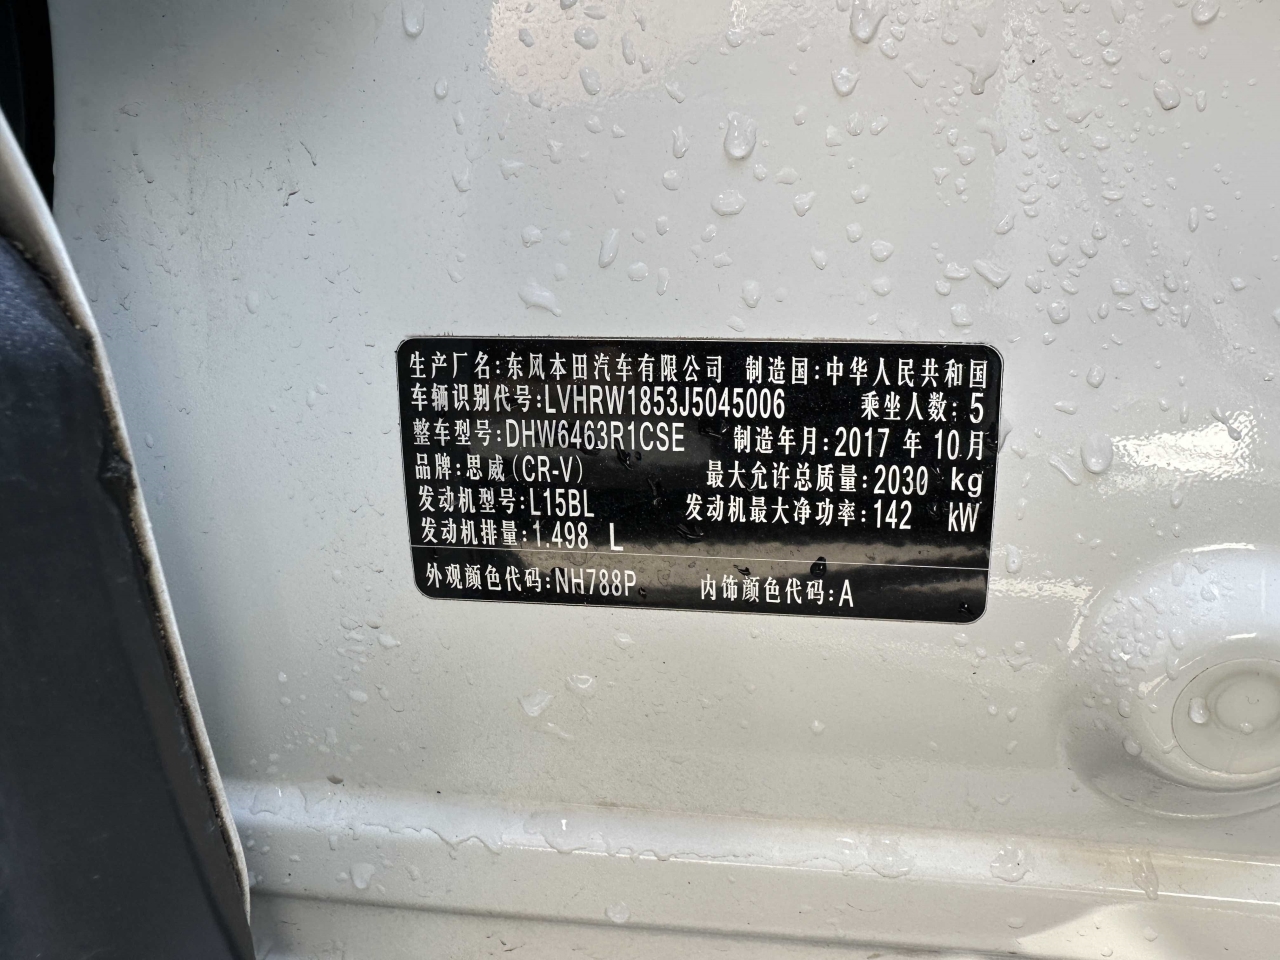 生产厂名:东风本田汽车有限公司 制造国:中华人民共和国
车辆识别代号:LVHRW1853J5045006 乘坐人数:5
整车型号:DHW6463R1CSE 制造年月:2017 年 10 月
品牌:思威(CR-V) 最大允许总质量:2030 kg
发动机型号:L15BL 发动机最大净功率:142 kW
发动机排量:1.498 L
外观颜色代码:NH788P 内饰颜色代码:A